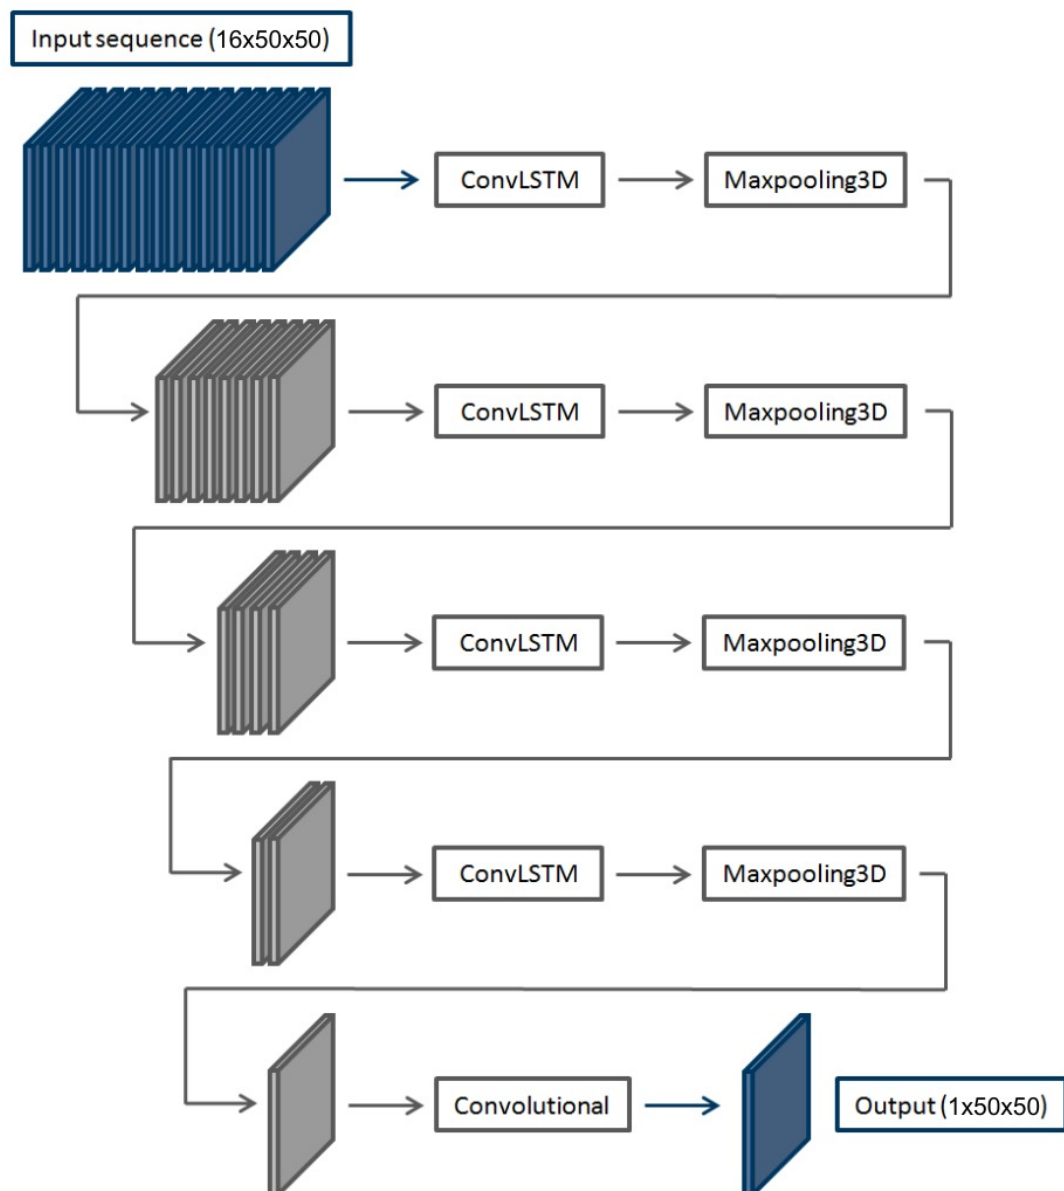 Input sequence (16x50x50)
ConvLSTM
Maxpooling3D
ConvLSTM
Maxpooling3D
ConvLSTM
Maxpooling3D
ConvLSTM
Maxpooling3D
Convolutional
Output (1x50x50)